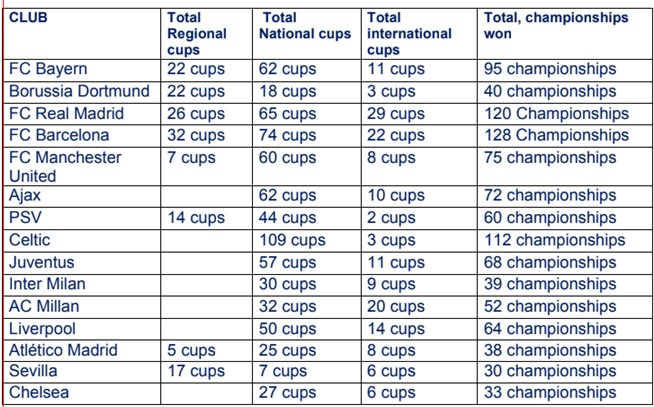 CLUB Total Regional cups Total National cups Total international cups Total, championships won
FC Bayern 22 cups 62 cups 11 cups 95 championships
Borussia Dortmund 22 cups 18 cups 3 cups 40 championships
FC Real Madrid 26 cups 65 cups 29 cups 120 Championships
FC Barcelona 32 cups 74 cups 22 cups 128 Championships
FC Manchester United 7 cups 60 cups 8 cups 75 championships
Ajax 62 cups 10 cups 72 championships
PSV 14 cups 44 cups 2 cups 60 championships
Celtic 109 cups 3 cups 112 championships
Juventus 57 cups 11 cups 68 championships
Inter Milan 30 cups 9 cups 39 championships
AC Millan 32 cups 20 cups 52 championships
Liverpool 50 cups 14 cups 64 championships
Atlético Madrid 5 cups 25 cups 8 cups 38 championships
Sevilla 17 cups 7 cups 6 cups 30 championships
Chelsea 27 cups 6 cups 33 championships